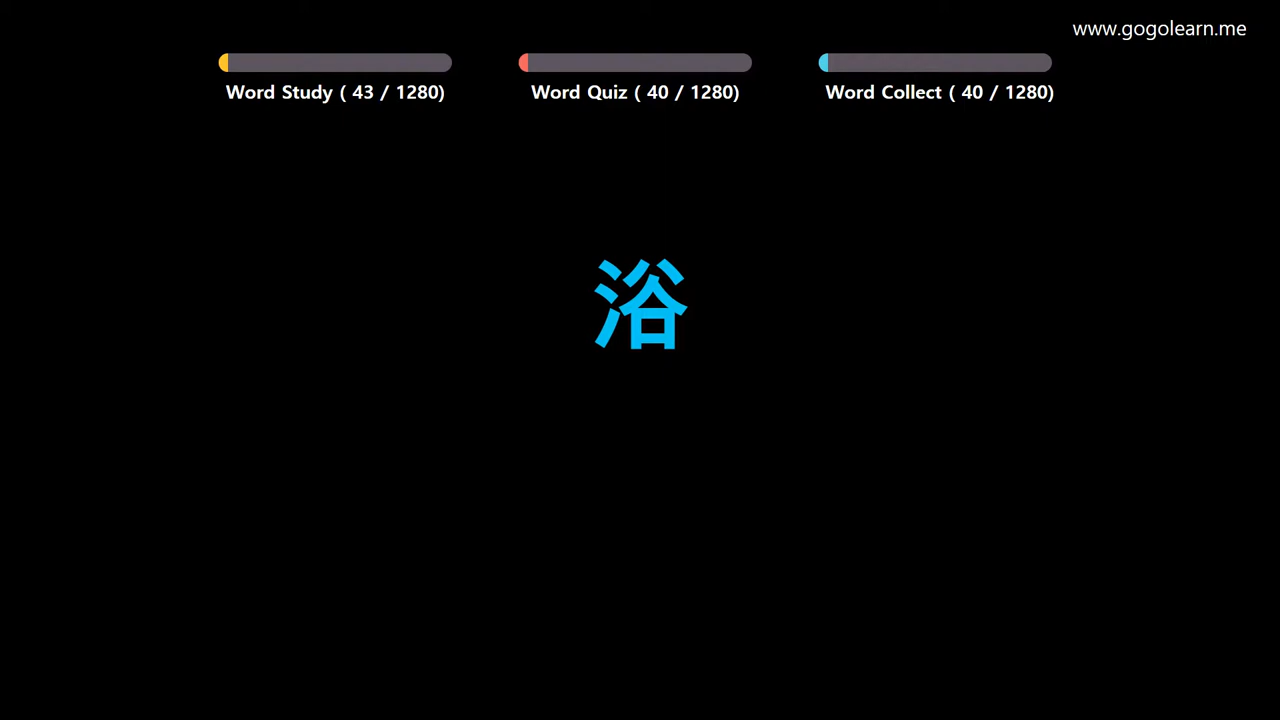 www.gogolearn.me
Word Study ( 43 / 1280)
Word Quiz ( 40 / 1280)
Word Collect ( 40 / 1280)
浴